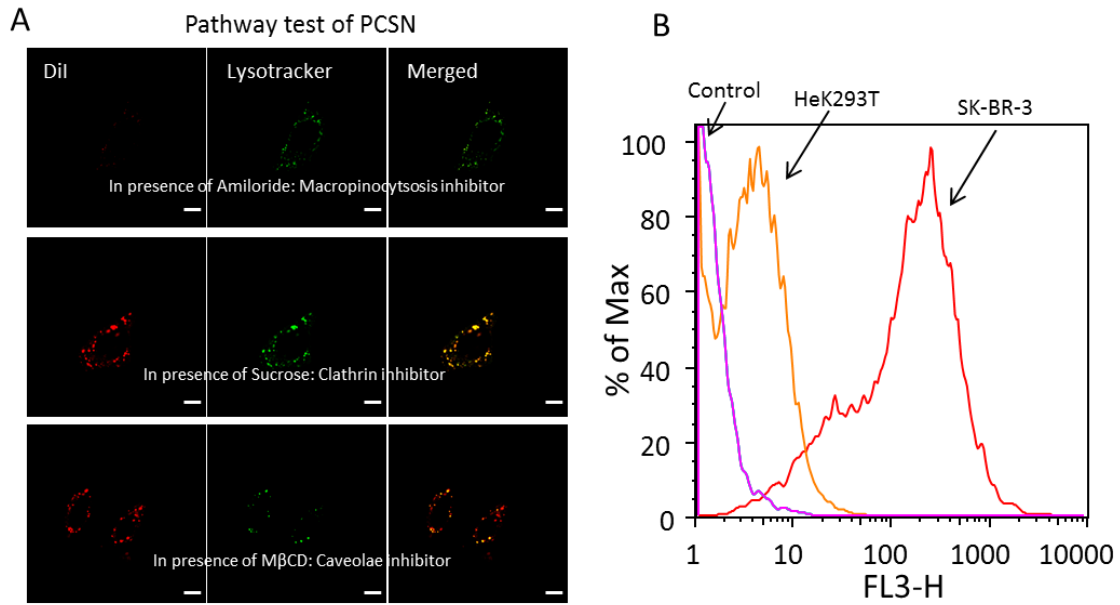 A
Pathway test of PCSN
DiI
Lysotracker
Merged
In presence of Amiloride: Macropinocytsosis inhibitor
In presence of Sucrose: Clathrin inhibitor
In presence of MβCD: Caveolae inhibitor
B
Control
HeK293T
SK-BR-3
100
80
60
40
20
0
% of Max
1
10
100
1000
10000
FL3-H